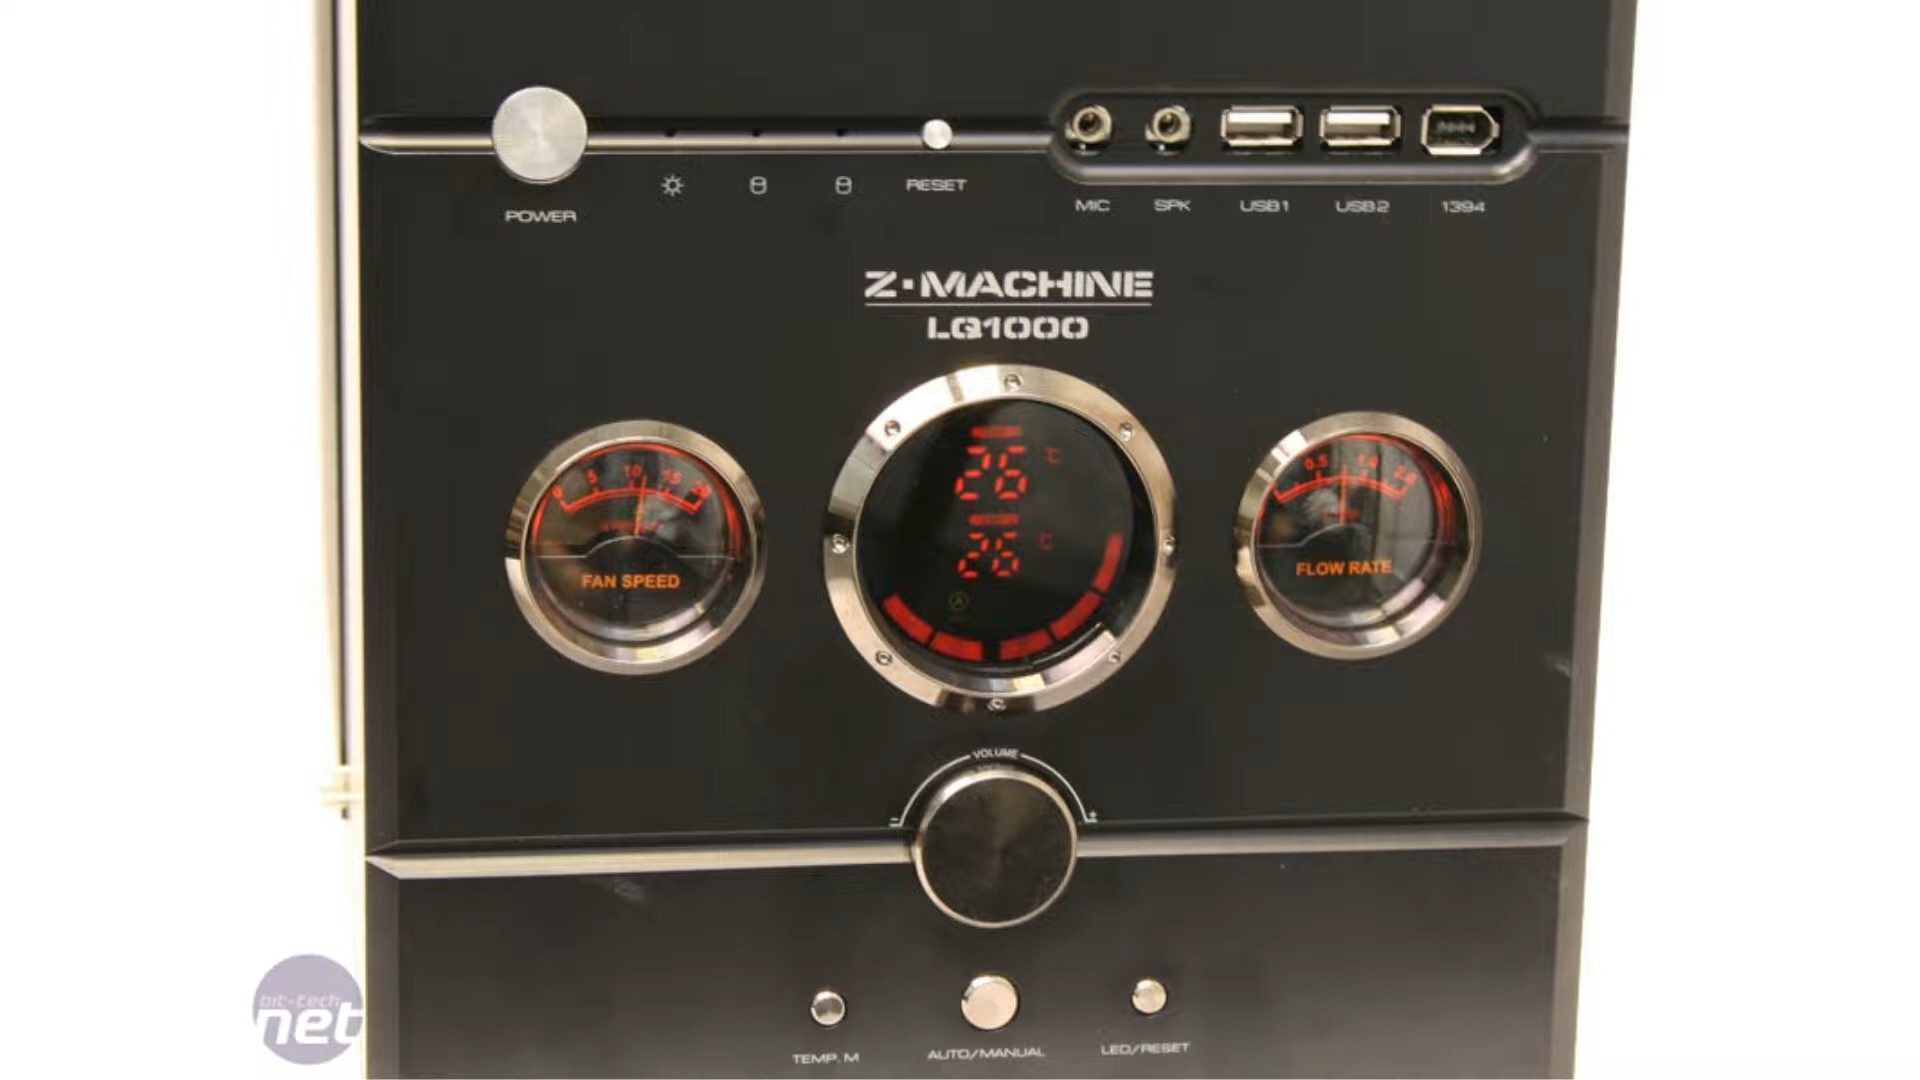 POWER
RESET
MIC
SPK
USB1
USB2
1394
Z·MACHINE
LQ1000
0 5 10 15 20
FAN SPEED
26 ℃
26 ℃
0.5 1.0 2.0
FLOW RATE
VOLUME
- +
TEMP. M
AUTO/MANUAL
LED/RESET
bit-tech
net